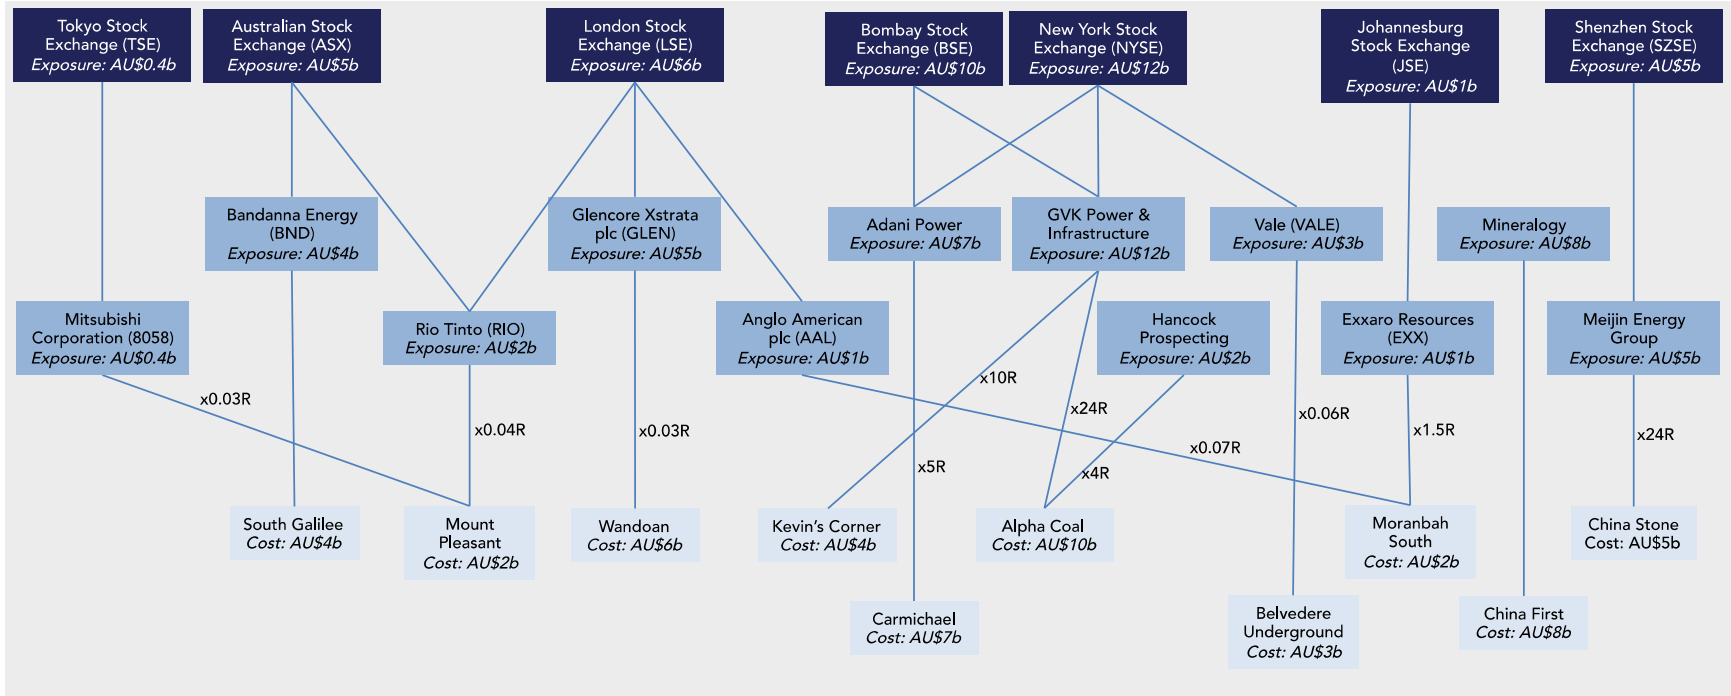 Tokyo Stock
Exchange (TSE)
Exposure: AU$0.4b
Australian Stock
Exchange (ASX)
Exposure: AU$5b
London Stock
Exchange (LSE)
Exposure: AU$6b
Bombay Stock
Exchange (BSE)
Exposure: AU$10b
New York Stock
Exchange (NYSE)
Exposure: AU$12b
Johannesburg
Stock Exchange
(JSE)
Exposure: AU$1b
Shenzhen Stock
Exchange (SZSE)
Exposure: AU$5b
Bandanna Energy
(BND)
Exposure: AU$4b
Glencore Xstrata
plc (GLEN)
Exposure: AU$5b
Adani Power
Exposure: AU$7b
GVK Power &
Infrastructure
Exposure: AU$12b
Vale (VALE)
Exposure: AU$3b
Mineralogy
Exposure: AU$8b
Mitsubishi
Corporation (8058)
Exposure: AU$0.4b
Rio Tinto (RIO)
Exposure: AU$2b
Anglo American
plc (AAL)
Exposure: AU$1b
Hancock
Prospecting
Exposure: AU$2b
Exxaro Resources
(EXX)
Exposure: AU$1b
Meijin Energy
Group
Exposure: AU$5b
x0.03R
x0.04R
x0.03R
x10R
x24R
x5R
x4R
x0.07R
x0.06R
x1.5R
x24R
South Galilee
Cost: AU$4b
Mount
Pleasant
Cost: AU$2b
Wandoan
Cost: AU$6b
Kevin's Corner
Cost: AU$4b
Alpha Coal
Cost: AU$10b
Moranbah
South
Cost: AU$2b
China Stone
Cost: AU$5b
Carmichael
Cost: AU$7b
Belvedere
Underground
Cost: AU$3b
China First
Cost: AU$8b